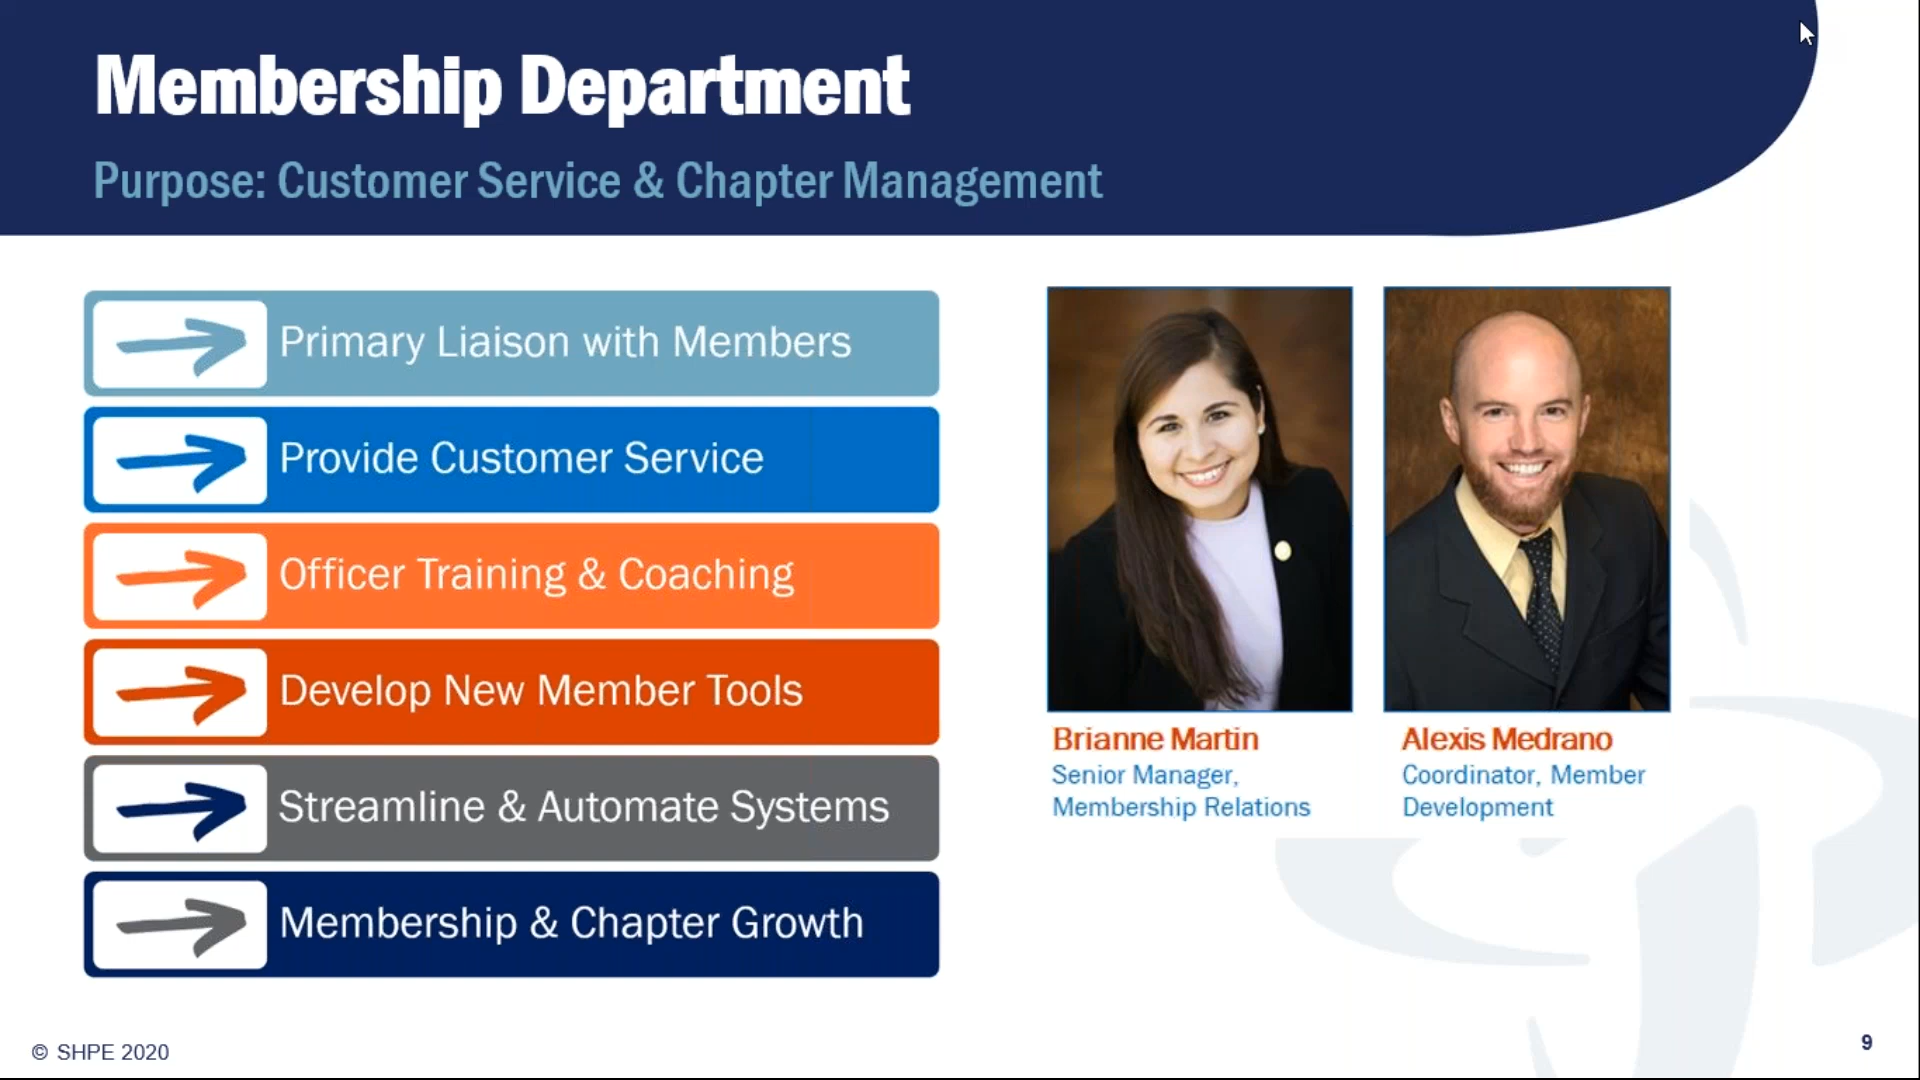 Membership Department
Purpose: Customer Service & Chapter Management
Primary Liaison with Members
Provide Customer Service
Officer Training & Coaching
Develop New Member Tools
Streamline & Automate Systems
Membership & Chapter Growth
Brianne Martin
Senior Manager,
Membership Relations
Alexis Medrano
Coordinator, Member
Development
© SHPE 2020
9